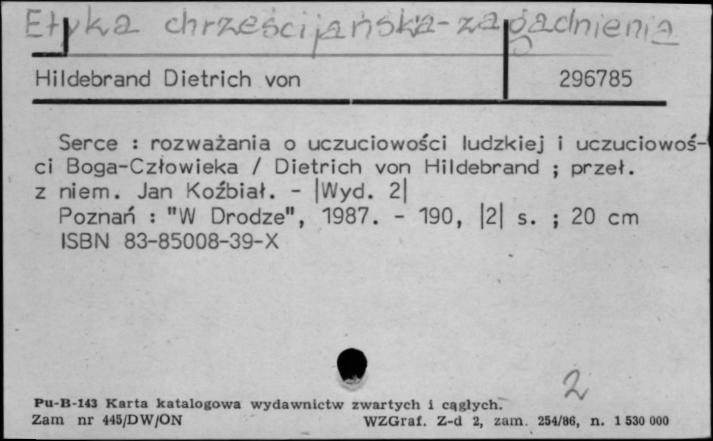 Etyka chrześcijańska-zagadnienia
Hildebrand Dietrich von 296785
Serce : rozważania o uczuciowości ludzkiej i uczuciowoś-
ci Boga-Człowieka / Dietrich von Hildebrand ; przeł.
z niem. Jan Koźbiał. - |Wyd. 2|
Poznań : "W Drodze", 1987. - 190, |2| s. ; 20 cm
ISBN 83-85008-39-X
2
Pu-B-143 Karta katalogowa wydawnictw zwartych i ciągłych.
Zam nr 445/DW/ON WZGraf. Z-d 2, zam. 254/86, n. 1 530 000